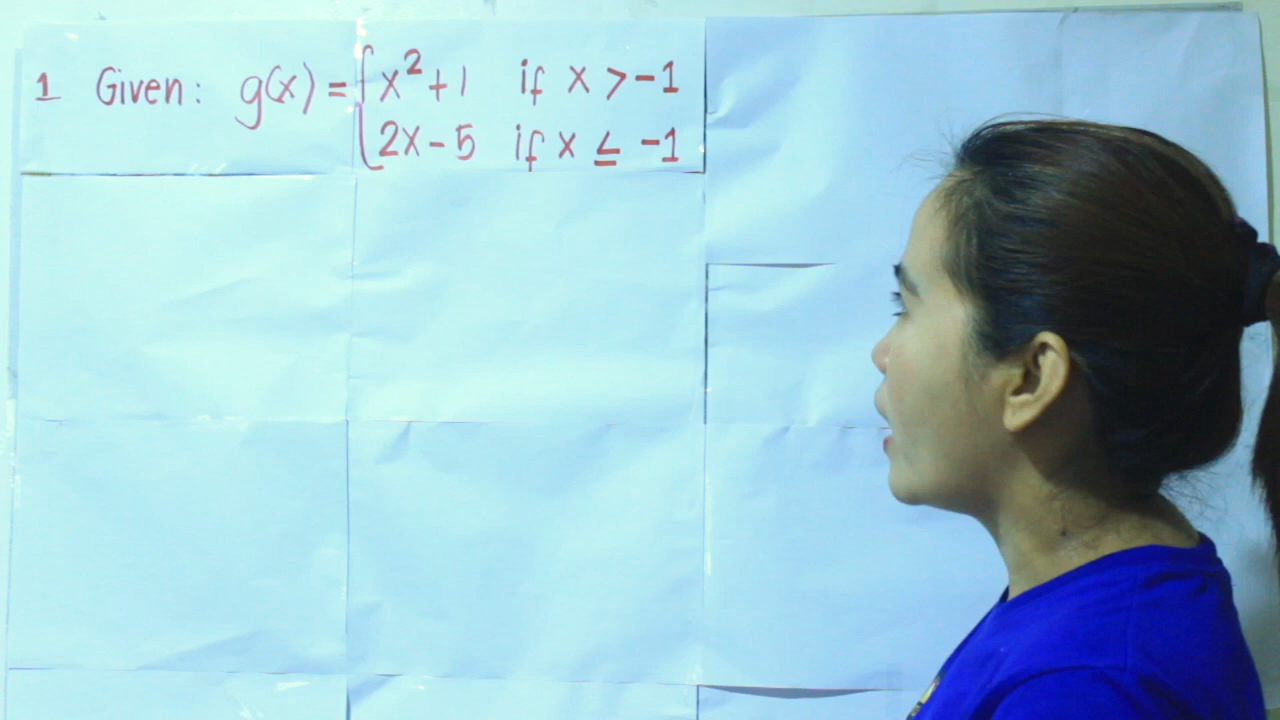 1 Given: g(x) = { x² + 1 if x > -1
2x - 5 if x ≤ -1